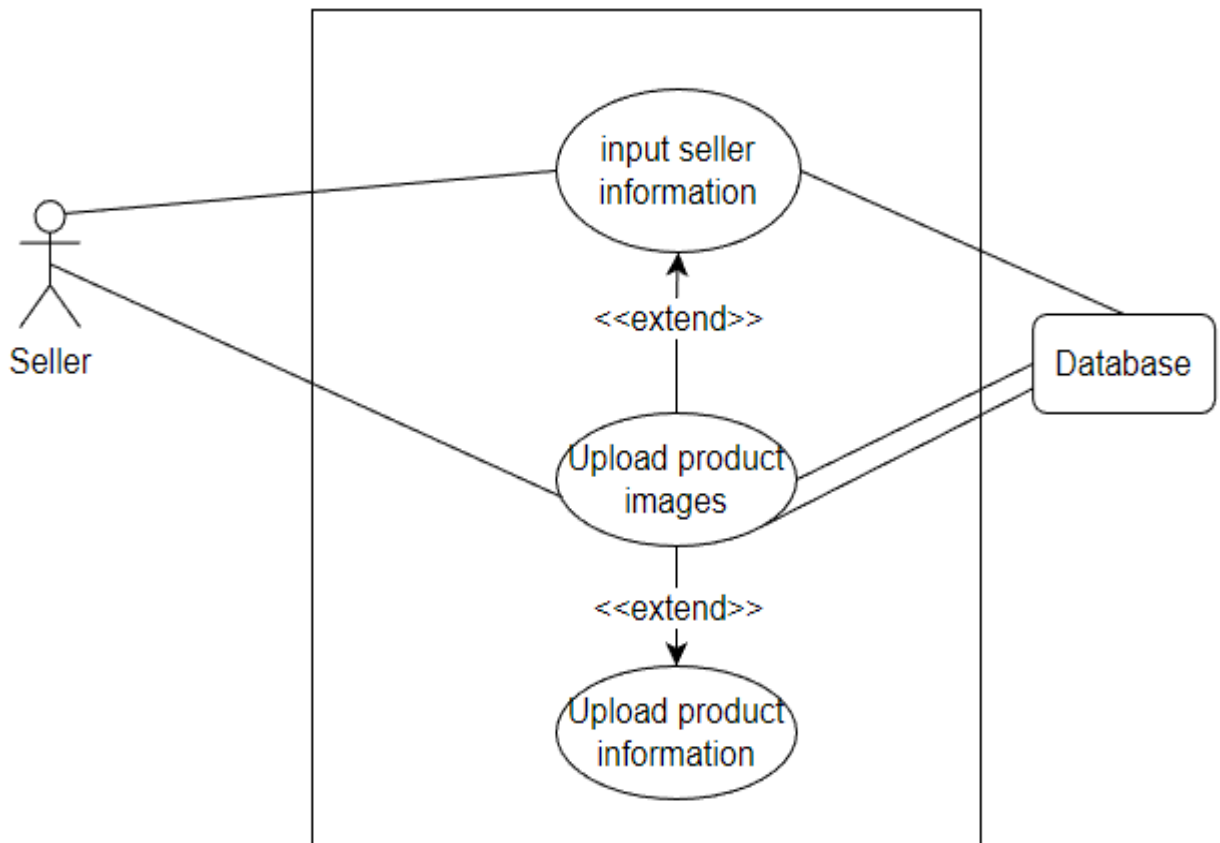 input seller
information
<<extend>>
Seller
Database
Upload product
images
<<extend>>
Upload product
information